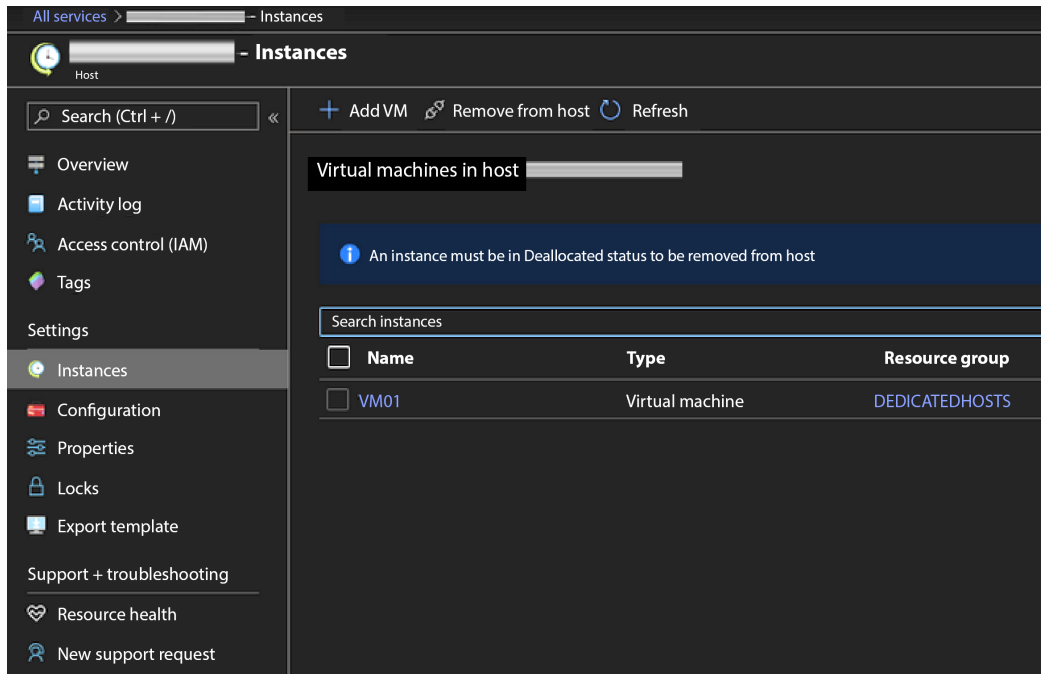 All services > – Instances
– Instances
Host
Search (Ctrl + /)
«
Overview
Activity log
Access control (IAM)
Tags
Settings
Instances
Configuration
Properties
Locks
Export template
Support + troubleshooting
Resource health
New support request
Add VM Remove from host Refresh
Virtual machines in host
An instance must be in Deallocated status to be removed from host
Search instances
Name Type Resource group
VM01 Virtual machine DEDICATEDHOSTS